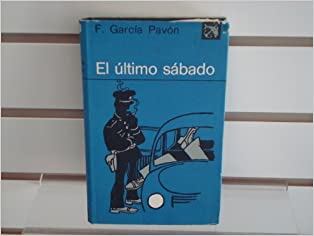 F. García Pavón
El último sábado